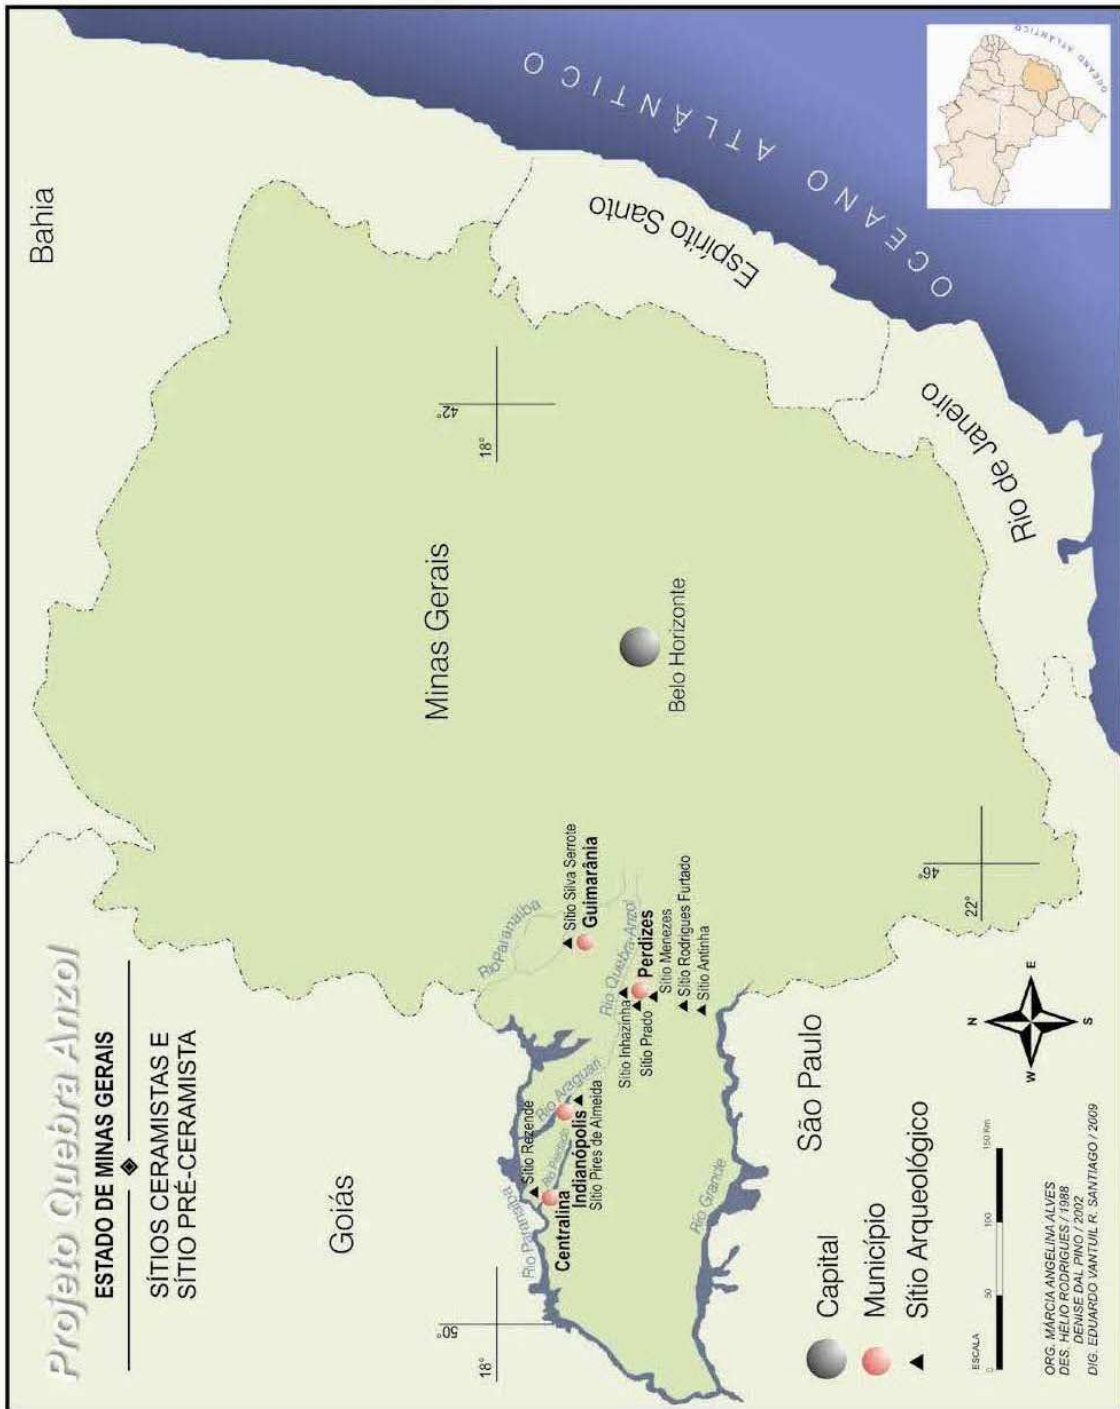 Projeto Quebra Anzol
ESTADO DE MINAS GERAIS
SÍTIOS CERAMISTAS E
SÍTIO PRÉ-CERAMISTA
Bahia
Goiás
Minas Gerais
Espírito Santo
Rio de Janeiro
São Paulo
OCEANO ATLÂNTICO
OCEANO ATLÂNTICO
Belo Horizonte
18°
50°
18°
42°
22°
46°
Rio Paranaíba
Sítio Rezende
Centralina
Rio Piedade
Rio Araguari
Indianópolis
Sítio Pires de Almeida
Rio Paranaíba
Sítio Silva Serrote
Guimarânia
Rio Quebra-Anzol
Sítio Inhazinha
Perdizes
Sítio Prado
Sítio Menezes
Sítio Rodrigues Furtado
Sítio Antinha
Rio Grande
Capital
Município
Sítio Arqueológico
N
E
S
W
ESCALA
0 50 100 150 Km
ORG. MÁRCIA ANGELINA ALVES
DES. HÉLIO RODRIGUES / 1988
DENISE DAL PINO / 2002
DIG. EDUARDO VANTUIL R. SANTIAGO / 2009